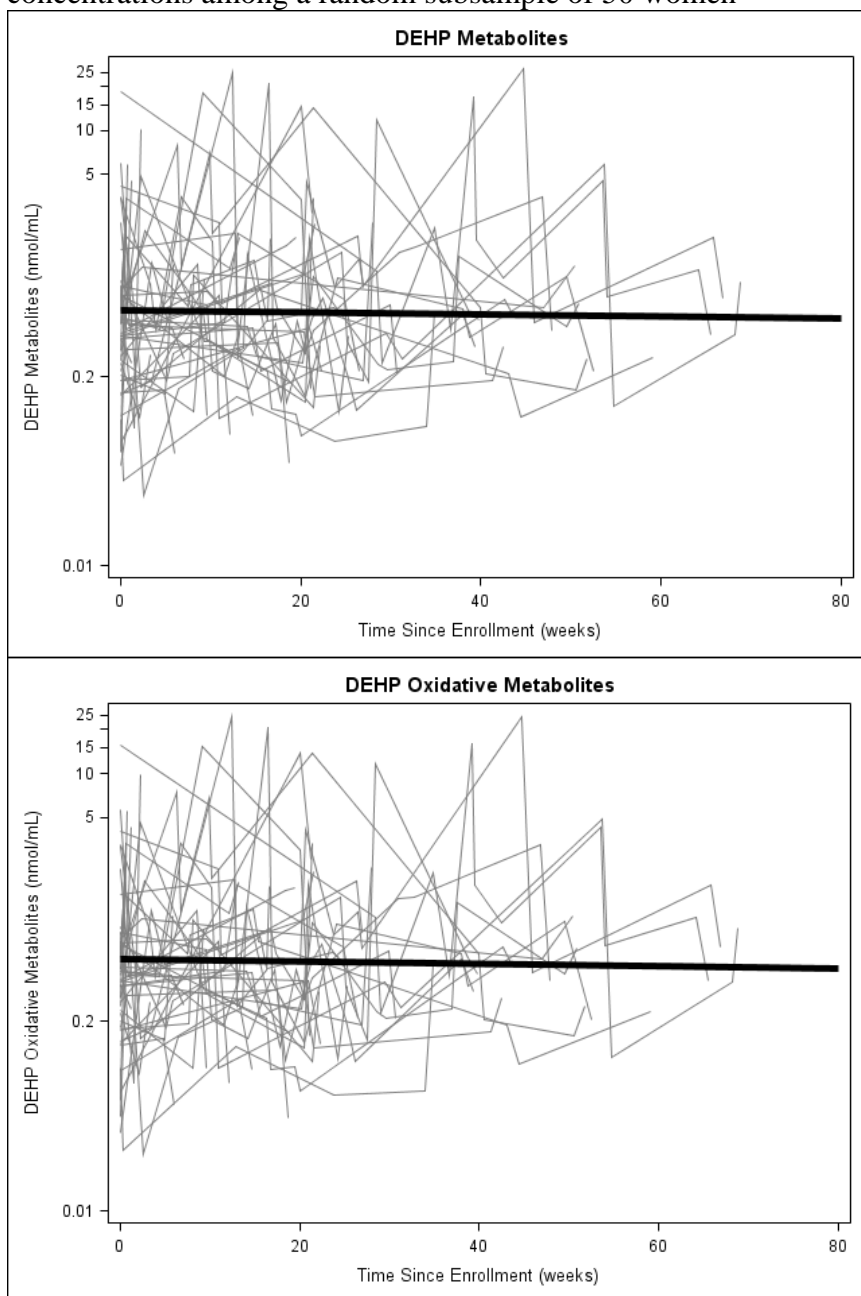 concentrations among a random subsample of 50 women
DEHP Metabolites
25
15
10
5
0.2
0.01
DEHP Metabolites (nmol/mL)
0 20 40 60 80
Time Since Enrollment (weeks)
DEHP Oxidative Metabolites
25
15
10
5
0.2
0.01
DEHP Oxidative Metabolites (nmol/mL)
0 20 40 60 80
Time Since Enrollment (weeks)